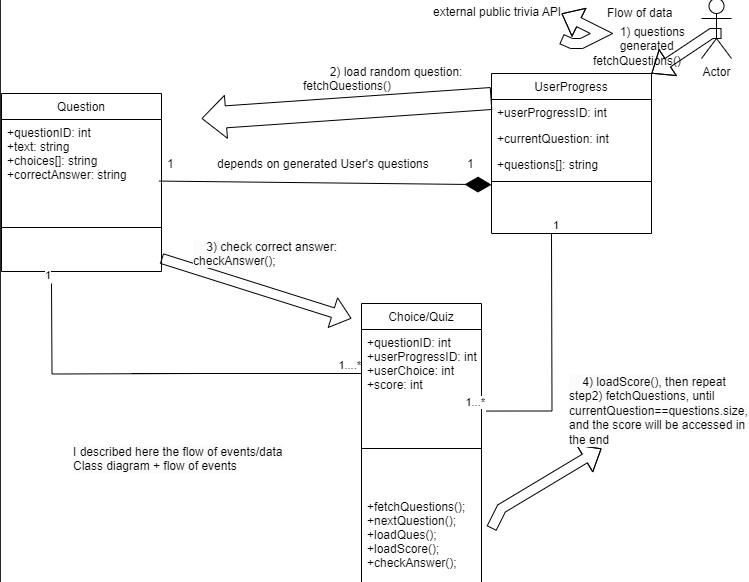 external public trivia API
Flow of data
1) questions
generated
fetchQuestions()
Actor
2) load random question:
fetchQuestions()
UserProgress
+userProgressID: int
+currentQuestion: int
+questions[]: string
Question
+questionID: int
+text: string
+choices[]: string
+correctAnswer: string
1
depends on generated User's questions
1
1
3) check correct answer:
checkAnswer();
1
Choice/Quiz
+questionID: int
+userProgressID: int
+userChoice: int
+score: int
1....*
1...*
4) loadScore(), then repeat
step2) fetchQuestions, until
currentQuestion==questions.size,
and the score will be accessed in
the end
I described here the flow of events/data
Class diagram + flow of events
+fetchQuestions();
+nextQuestion();
+loadQues();
+loadScore();
+checkAnswer();